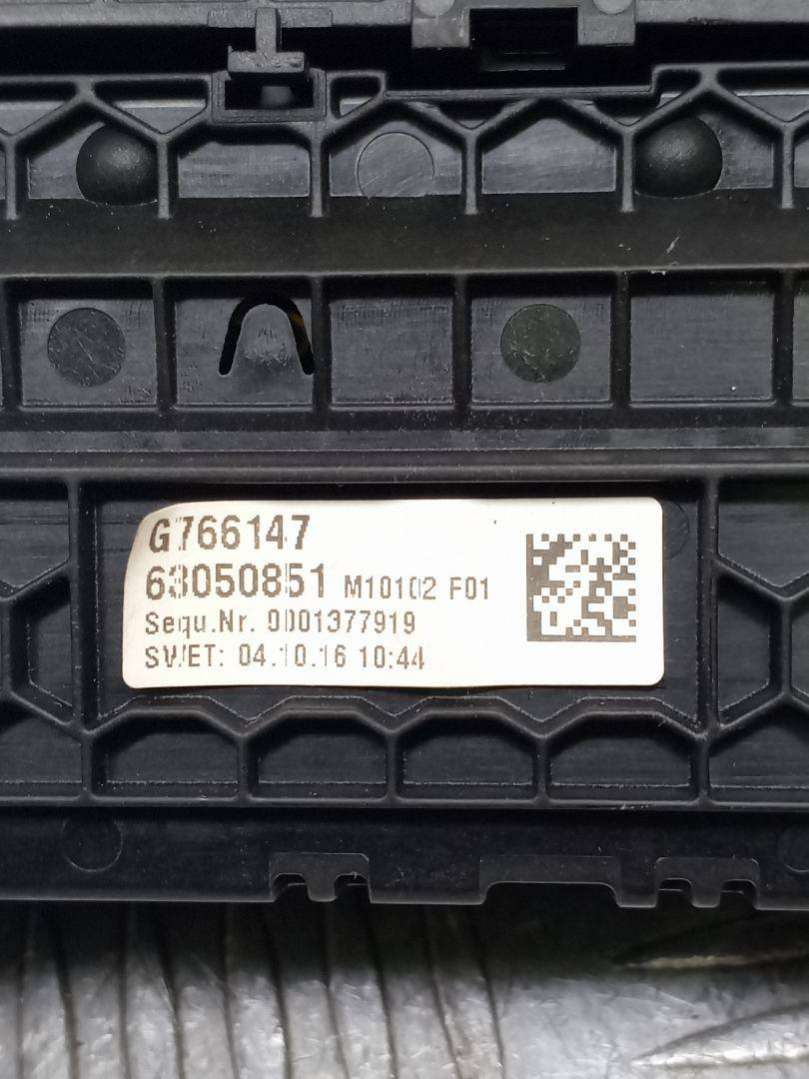 G766147
63050851 M10102 F01
Sequ.Nr. 0001377919
SW/ET: 04.10.16 10:44